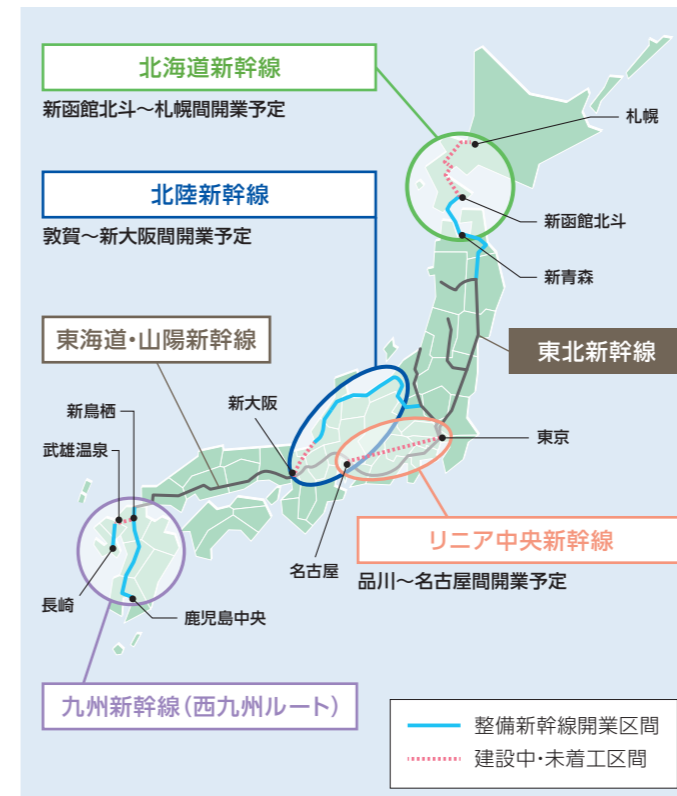 北海道新幹線
新函館北斗〜札幌間開業予定
札幌
北陸新幹線
敦賀〜新大阪間開業予定
新函館北斗
新青森
東海道・山陽新幹線
東北新幹線
新大阪
新鳥栖
武雄温泉
東京
リニア中央新幹線
品川〜名古屋間開業予定
名古屋
長崎
鹿児島中央
九州新幹線(西九州ルート)
整備新幹線開業区間
建設中・未着工区間